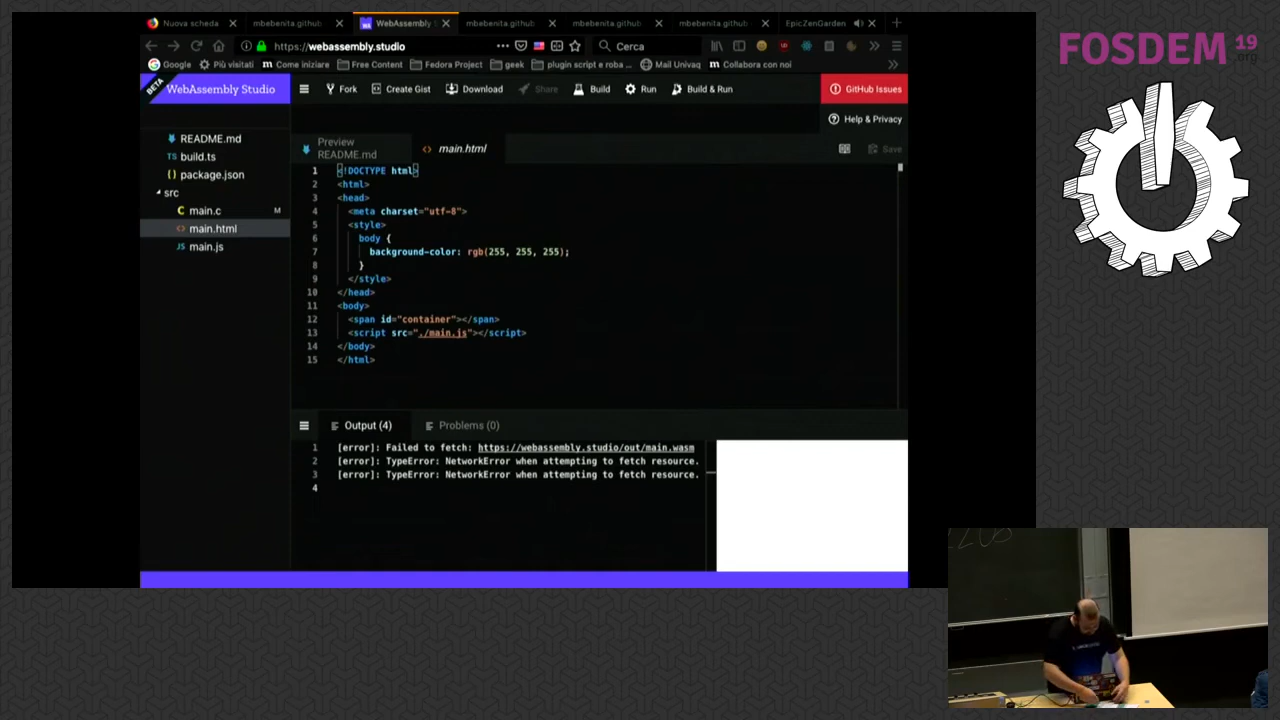 Nuova scheda
mbebenita.github
WebAssembly S
mbebenita.github
mbebenita.github
mbebenita.github
EpicZenGarden
https://webassembly.studio
Cerca
Google
Più visitati
Come iniziare
Free Content
Fedora Project
geek
plugin script e roba ...
Mail Univaq
Collabora con noi
BETA
WebAssembly Studio
Fork
Create Gist
Download
Share
Build
Run
Build & Run
GitHub Issues
Help & Privacy
README.md
build.ts
package.json
src
main.c
M
main.html
main.js
Preview
README.md
main.html
Save
1 <!DOCTYPE html>
2 <html>
3 <head>
4 <meta charset="utf-8">
5 <style>
6 body {
7 background-color: rgb(255, 255, 255);
8 }
9 </style>
10 </head>
11 <body>
12 <span id="container"></span>
13 <script src="./main.js"></script>
14 </body>
15 </html>
Output (4)
Problems (0)
1 [error]: Failed to fetch: https://webassembly.studio/out/main.wasm
2 [error]: TypeError: NetworkError when attempting to fetch resource.
3 [error]: TypeError: NetworkError when attempting to fetch resource.
4
FOSDEM 19
.org